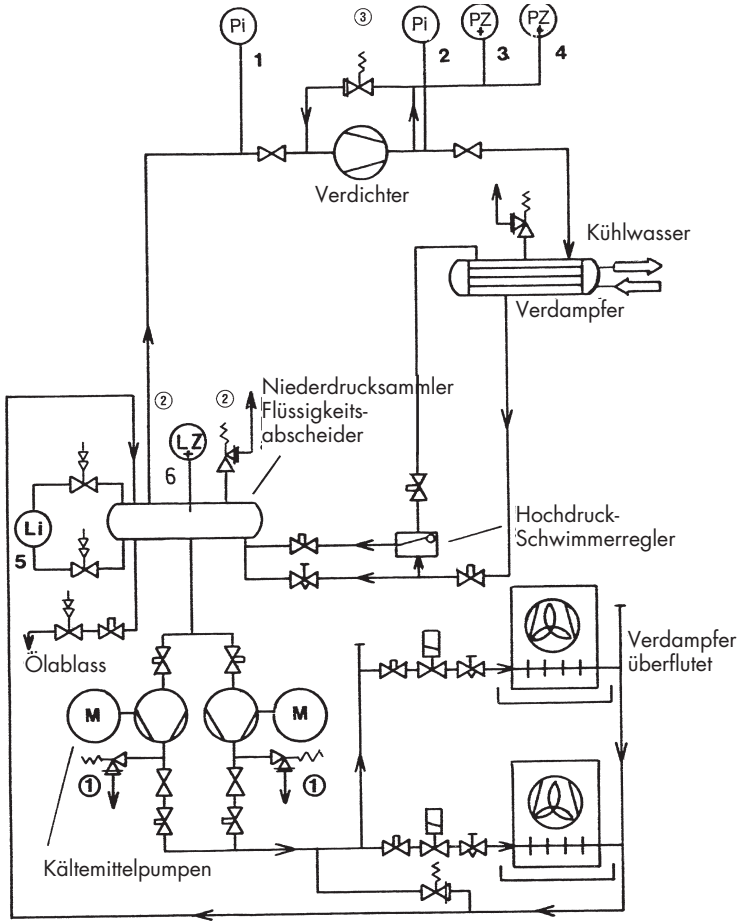 Pi
1
③
Pi
2
PZ
+
3
PZ
+
4
Verdichter
Kühlwasser
Verdampfer
②
②
Niederdrucksammler
Flüssigkeits-
abscheider
LZ
+
6
Li
5
Hochdruck-
Schwimmerregler
Ölablass
Verdampfer
überflutet
M
M
①
①
Kältemittelpumpen